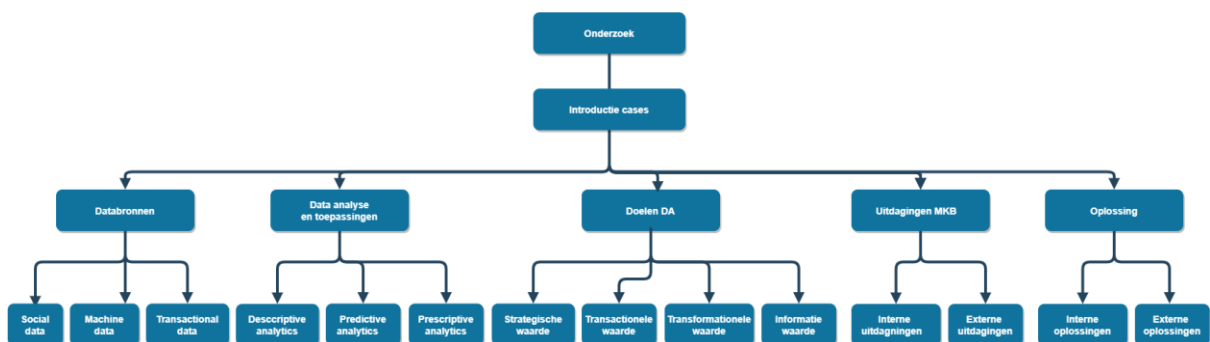 Onderzoek
Introductie cases
Databronnen
Data analyse
en toepassingen
Doelen DA
Uitdagingen MKB
Oplossing
Social
data
Machine
data
Transactional
data
Desccriptive
analytics
Predictive
analytics
Prescriptive
analytics
Strategische
waarde
Transactionele
waarde
Transformationele
waarde
Informatie
waarde
Interne
uitdagningen
Externe
uitdagingen
Interne
oplossingen
Externe
oplossingen